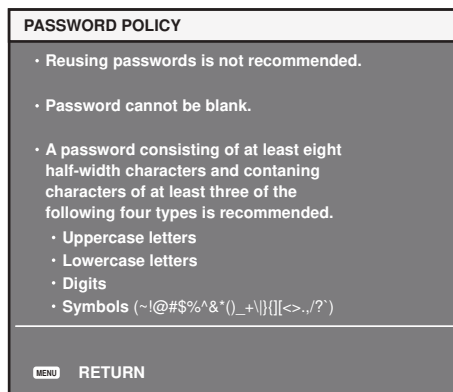 PASSWORD POLICY
・Reusing passwords is not recommended.
・Password cannot be blank.
・A password consisting of at least eight
half-width characters and contaning
characters of at least three of the
following four types is recommended.
・Uppercase letters
・Lowercase letters
・Digits
・Symbols (~!@#$%^&*()_+\|}{][<>.,/?`)
MENU RETURN